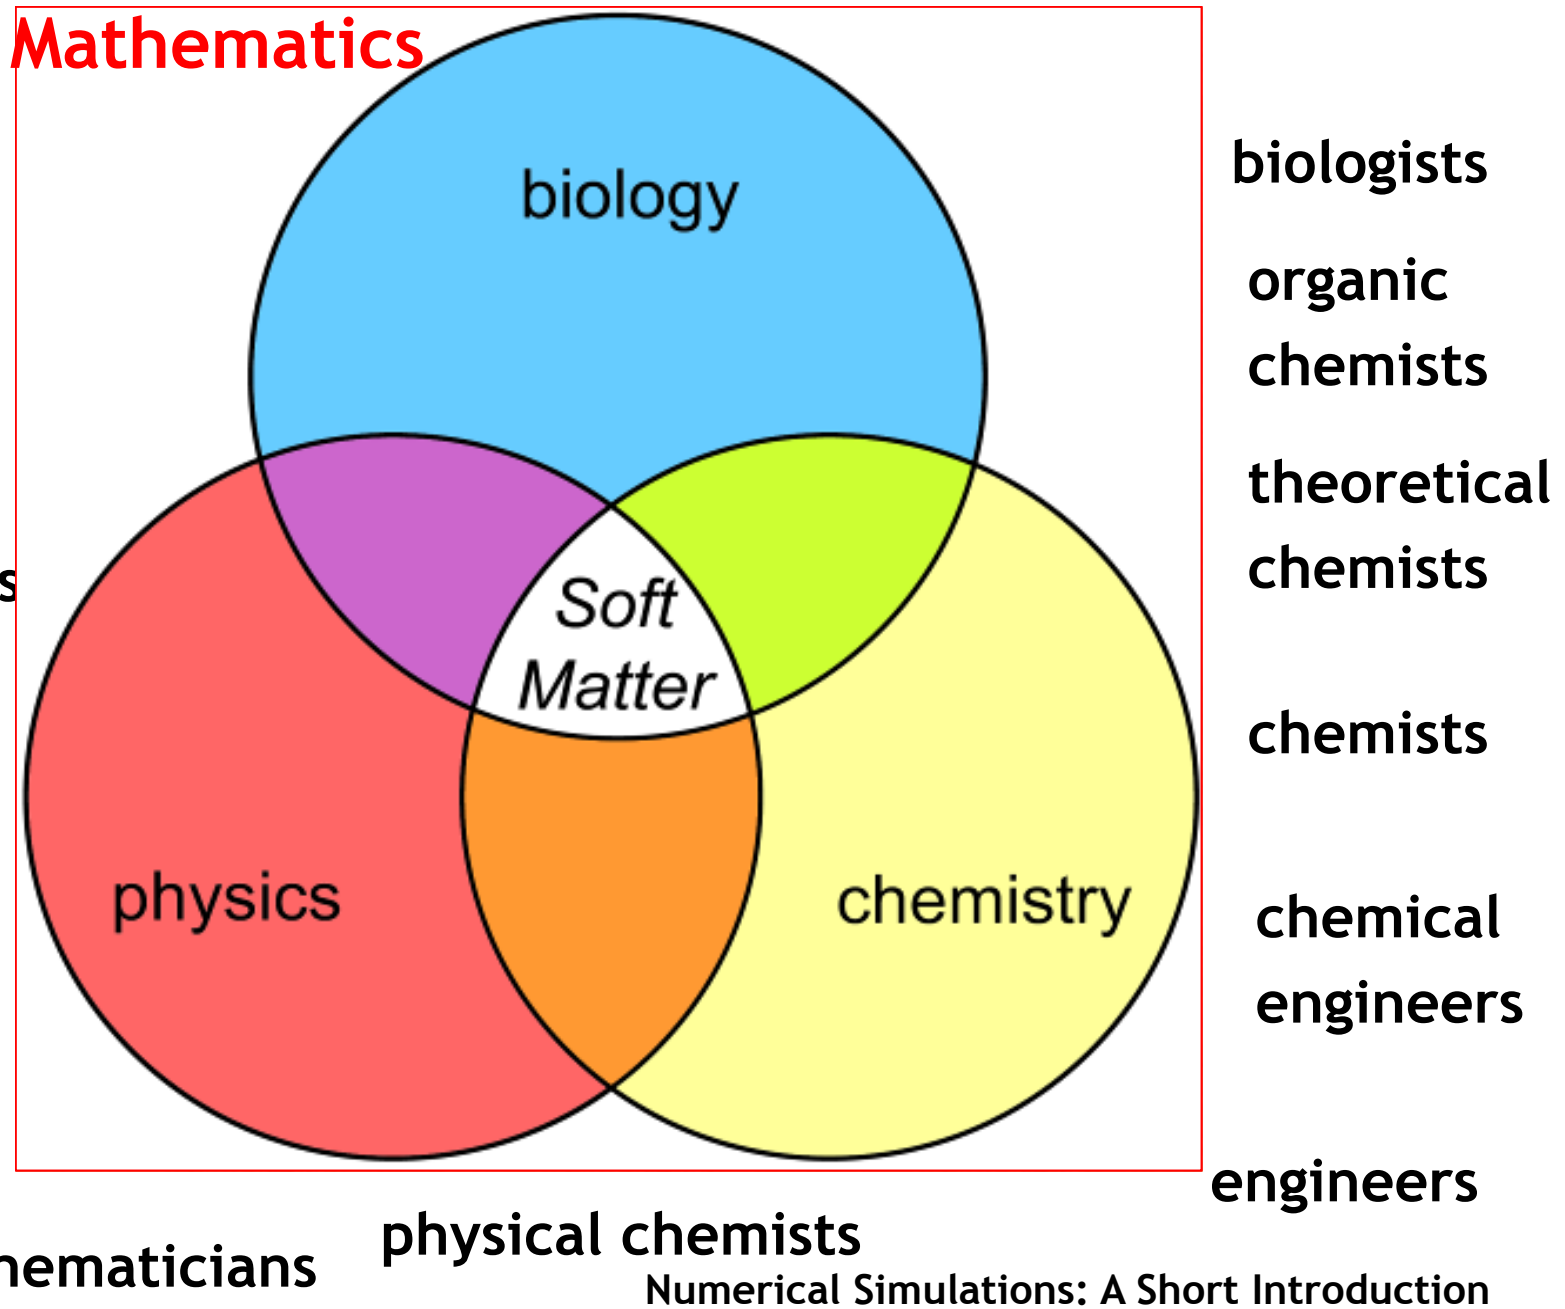 Mathematics
biology
biologists
organic
chemists
theoretical
chemists
s
Soft
Matter
chemists
physics
chemistry
chemical
engineers
engineers
physical chemists
hematicians
Numerical Simulations: A Short Introduction